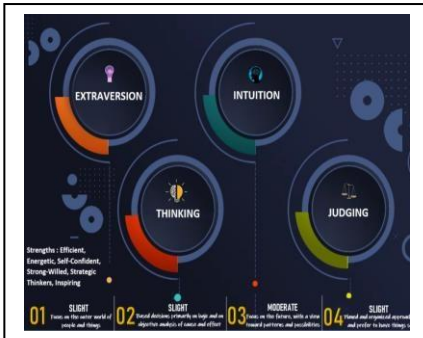 EXTRAVERSION
INTUITION
THINKING
JUDGING
Strengths : Efficient,
Energetic, Self-Confident,
Strong-Willed, Strategic
Thinkers, Inspiring
01
SLIGHT
Focus on the outer world of
people and things
02
SLIGHT
Based decisions primarily on logic and on
objective analysis of cause and effect
03
MODERATE
Focus on the future, with a view
toward patterns and possibilities
04
SLIGHT
Planed and organized
and prefer to have things